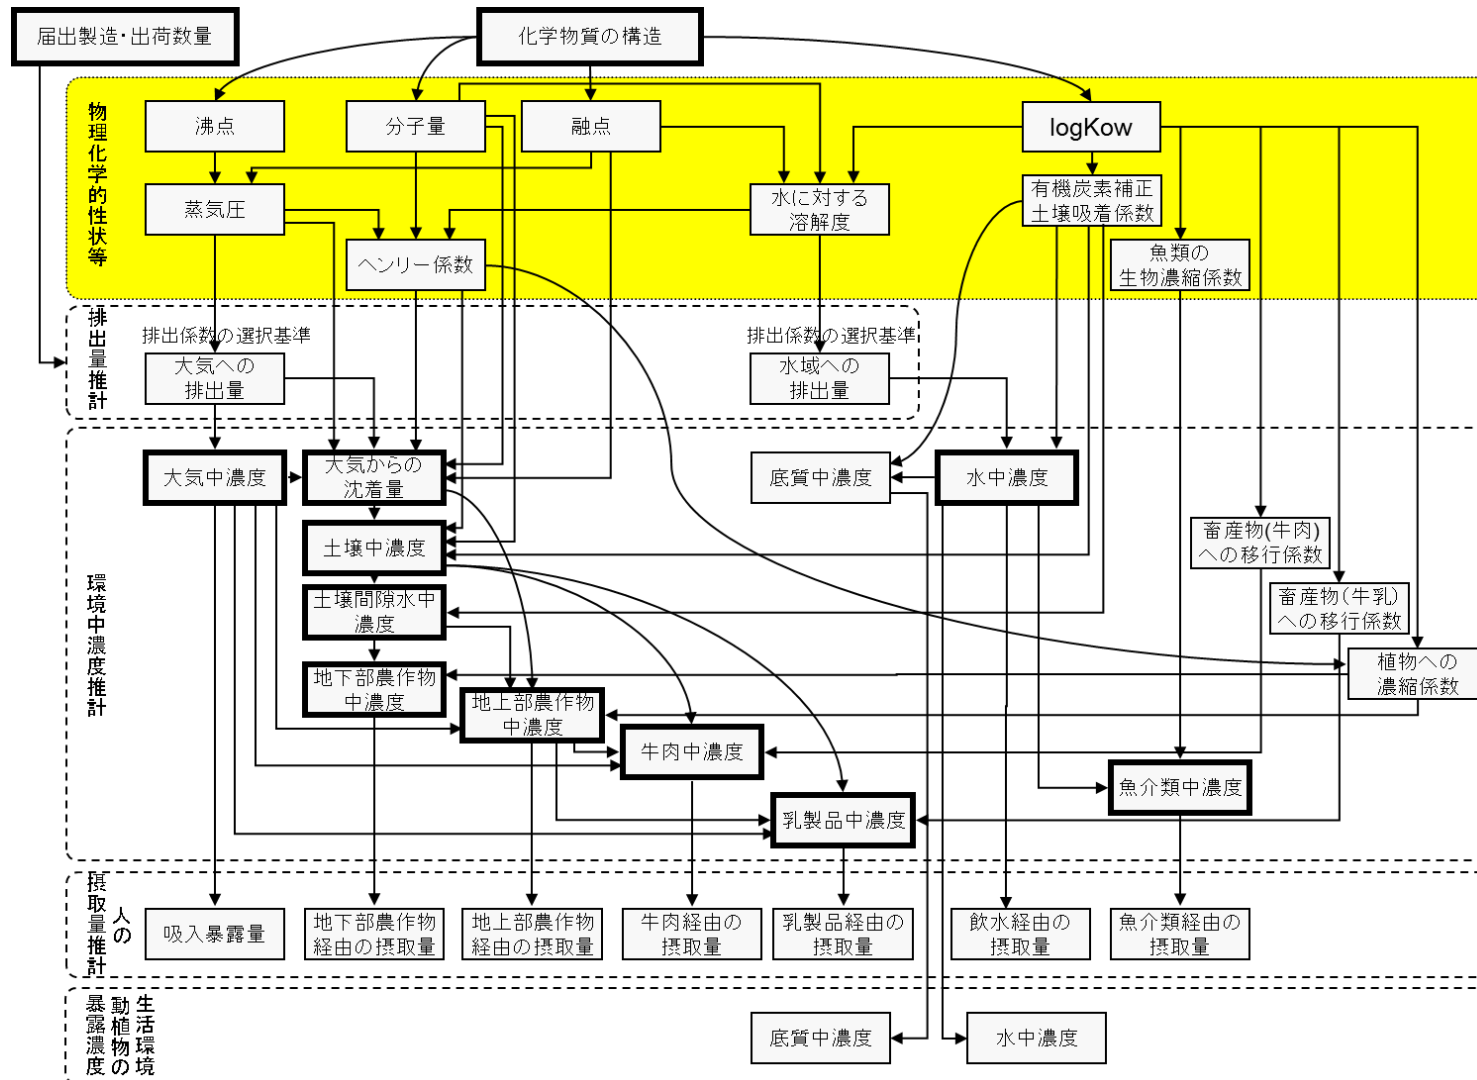 届出製造・出荷数量
化学物質の構造
物理化学的性状等
沸点
分子量
融点
logKow
蒸気圧
水に対する
溶解度
有機炭素補正
土壌吸着係数
ヘンリー係数
魚類の
生物濃縮係数
排出量推計
排出係数の選択基準
大気への
排出量
排出係数の選択基準
水域への
排出量
環境中濃度推計
大気中濃度
大気からの
沈着量
底質中濃度
水中濃度
土壌中濃度
畜産物(牛肉)
への移行係数
土壌間隙水中
濃度
畜産物(牛乳)
への移行係数
地下部農作物
中濃度
植物への
濃縮係数
地上部農作物
中濃度
牛肉中濃度
魚介類中濃度
乳製品中濃度
人の
摂取量推計
吸入暴露量
地下部農作物
経由の摂取量
地上部農作物
経由の摂取量
牛肉経由の
摂取量
乳製品経由の
摂取量
飲水経由の
摂取量
魚介類経由の
摂取量
生活環境
動植物の
暴露濃度
底質中濃度
水中濃度